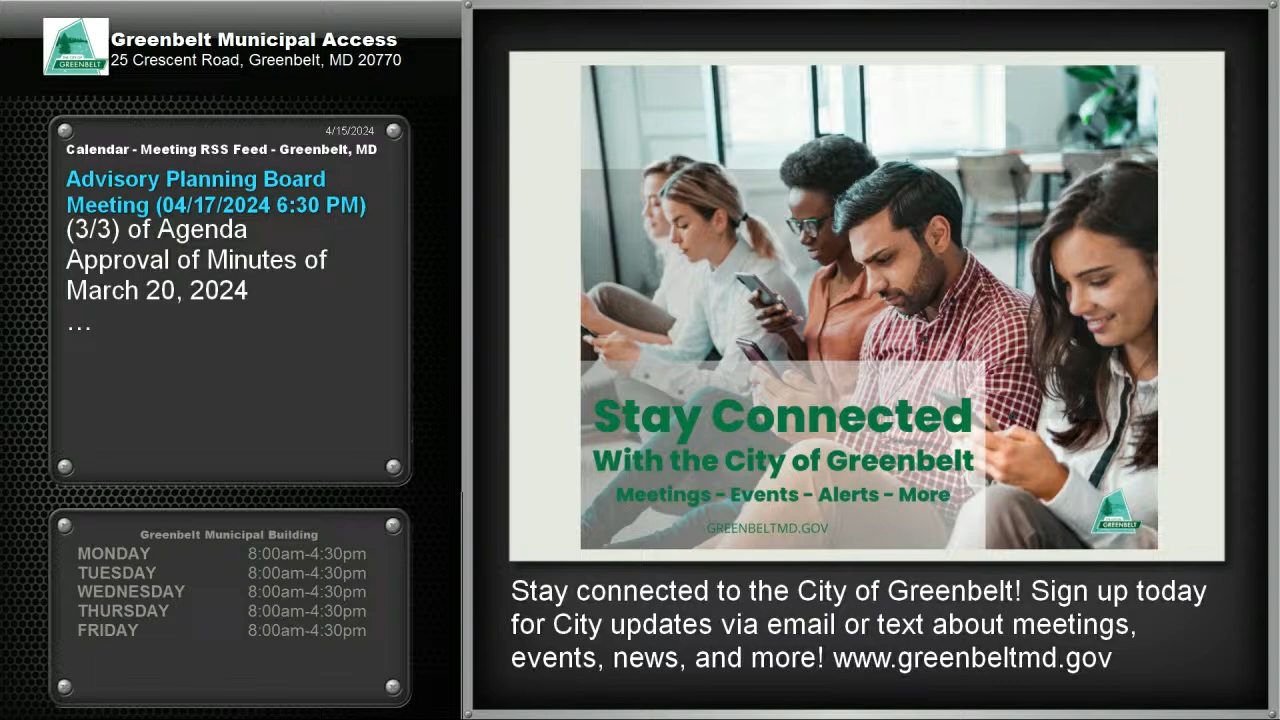 Greenbelt Municipal Access
25 Crescent Road, Greenbelt, MD 20770
4/15/2024
Calendar - Meeting RSS Feed - Greenbelt, MD
Advisory Planning Board
Meeting (04/17/2024 6:30 PM)
(3/3) of Agenda
Approval of Minutes of
March 20, 2024
...
Greenbelt Municipal Building
MONDAY 8:00am-4:30pm
TUESDAY 8:00am-4:30pm
WEDNESDAY 8:00am-4:30pm
THURSDAY 8:00am-4:30pm
FRIDAY 8:00am-4:30pm
Stay Connected
With the City of Greenbelt
Meetings - Events - Alerts - More
GREENBELTMD.GOV
GREENBELT
Stay connected to the City of Greenbelt! Sign up today
for City updates via email or text about meetings,
events, news, and more! www.greenbeltmd.gov